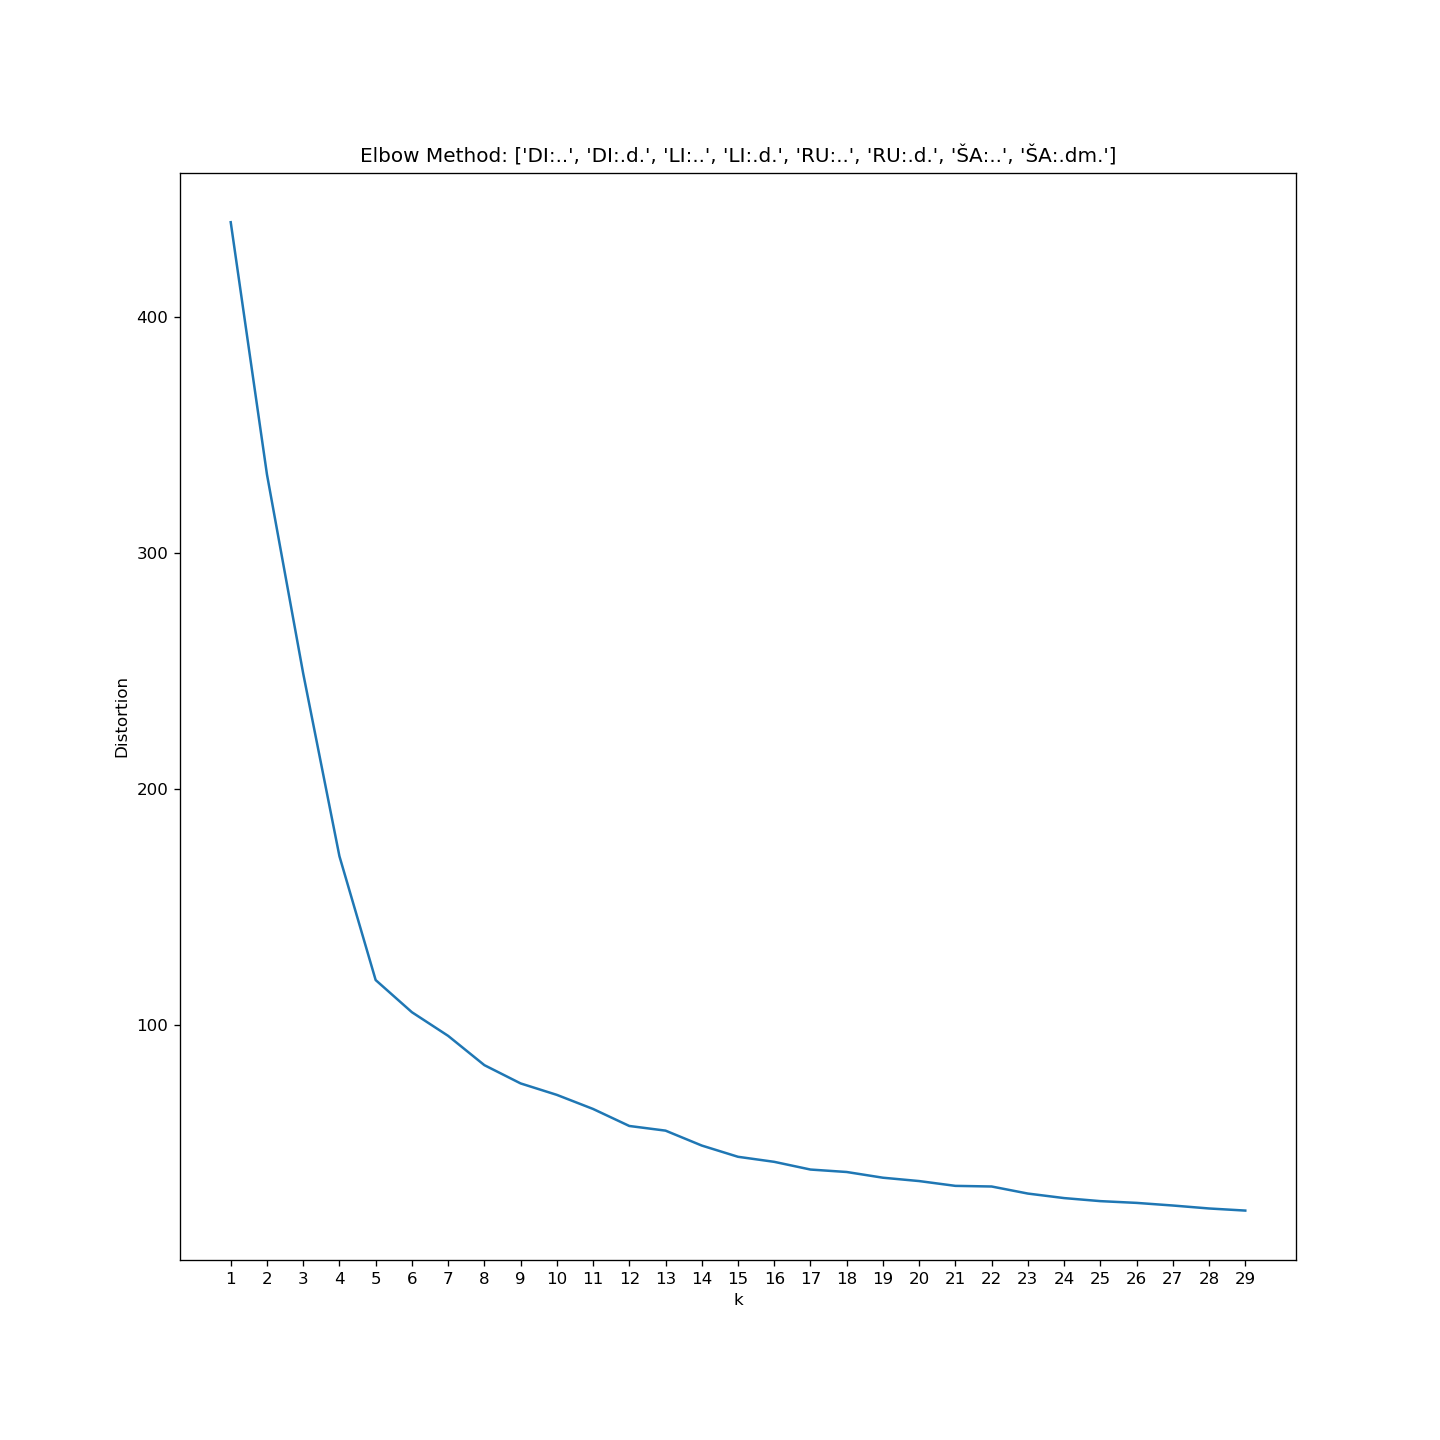 Elbow Method: ['DI:..', 'DI:.d.', 'LI:..', 'LI:.d.', 'RU:..', 'RU:.d.', 'ŠA:..', 'ŠA:.dm.']
400
300
200
100
Distortion
1 2 3 4 5 6 7 8 9 10 11 12 13 14 15 16 17 18 19 20 21 22 23 24 25 26 27 28 29
k